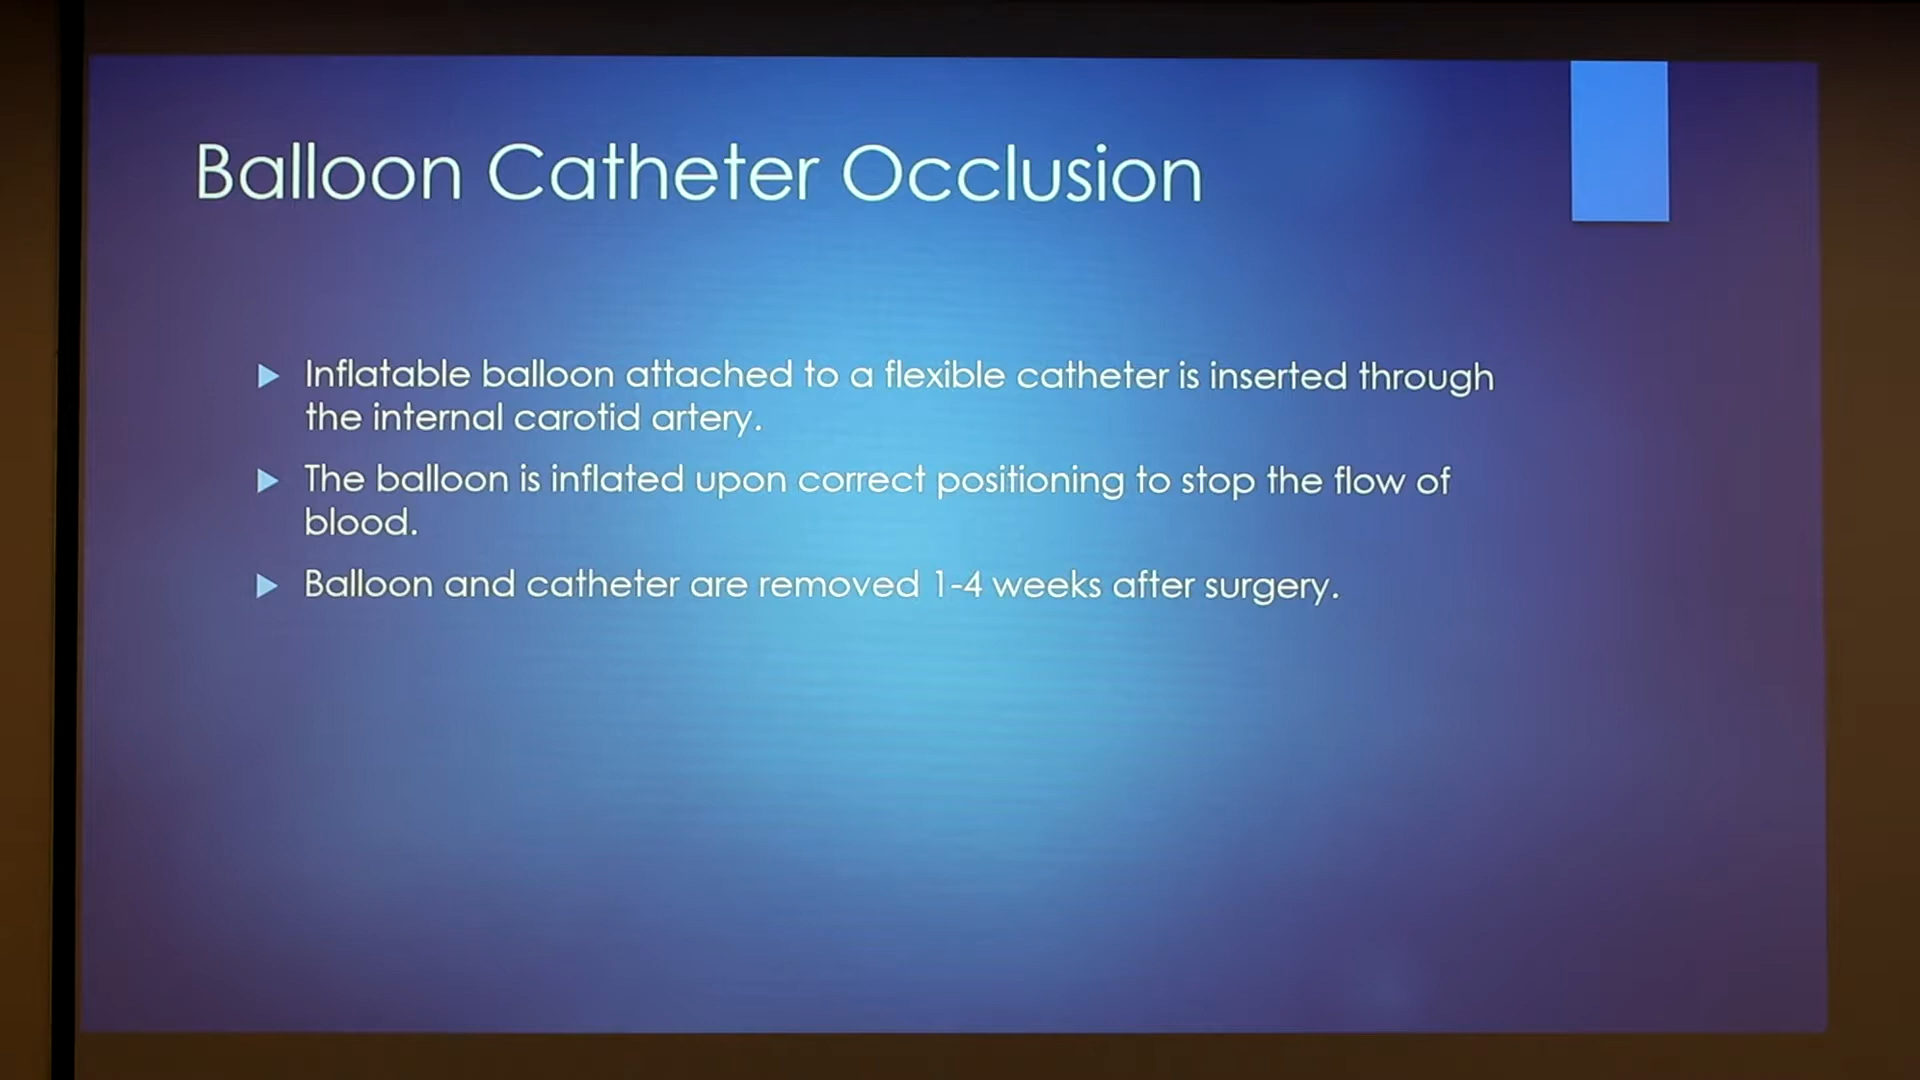 Balloon Catheter Occlusion
Inflatable balloon attached to a flexible catheter is inserted through
the internal carotid artery.
The balloon is inflated upon correct positioning to stop the flow of
blood.
Balloon and catheter are removed 1-4 weeks after surgery.